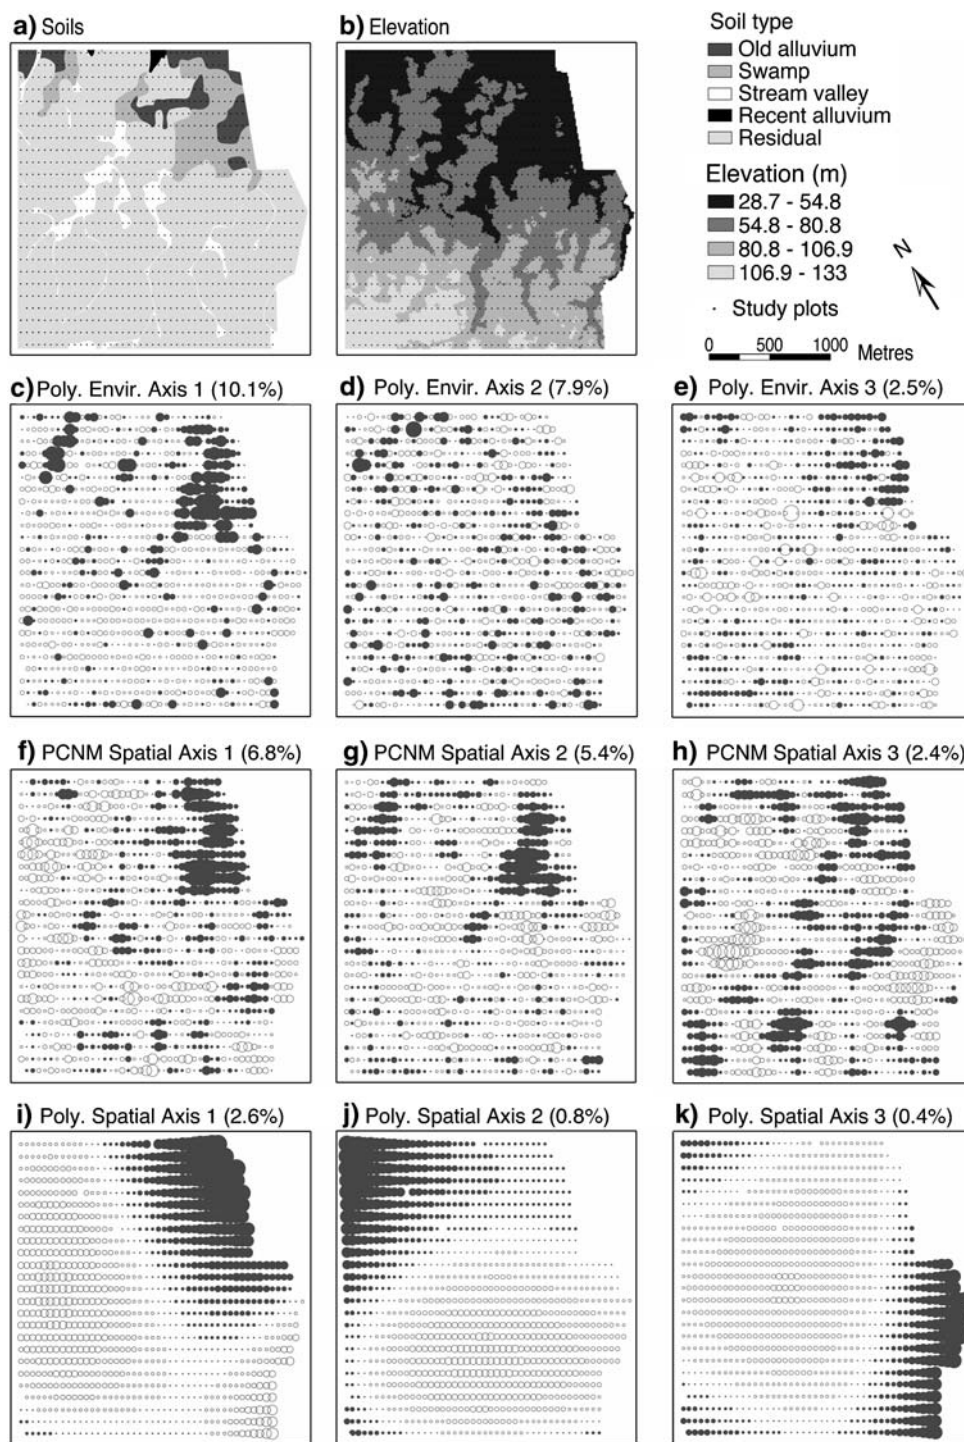 a) Soils
b) Elevation
Soil type
Old alluvium
Swamp
Stream valley
Recent alluvium
Residual
Elevation (m)
28.7 - 54.8
54.8 - 80.8
80.8 - 106.9
106.9 - 133
N
Study plots
0 500 1000
Metres
c) Poly. Envir. Axis 1 (10.1%)
d) Poly. Envir. Axis 2 (7.9%)
e) Poly. Envir. Axis 3 (2.5%)
f) PCNM Spatial Axis 1 (6.8%)
g) PCNM Spatial Axis 2 (5.4%)
h) PCNM Spatial Axis 3 (2.4%)
i) Poly. Spatial Axis 1 (2.6%)
j) Poly. Spatial Axis 2 (0.8%)
k) Poly. Spatial Axis 3 (0.4%)